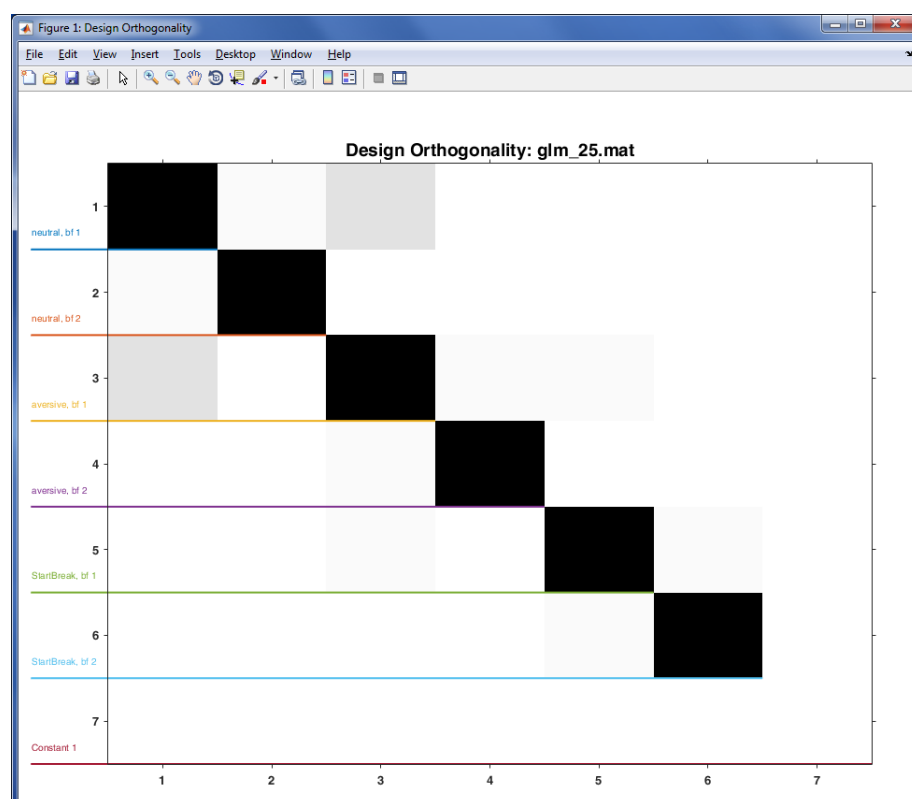 Figure 1: Design Orthogonality
File Edit View Insert Tools Desktop Window Help
Design Orthogonality: glm_25.mat
1
neutral, bf 1
2
neutral, bf 2
3
aversive, bf 1
4
aversive, bf 2
5
StartBreak, bf 1
6
StartBreak, bf 2
7
Constant 1
1 2 3 4 5 6 7